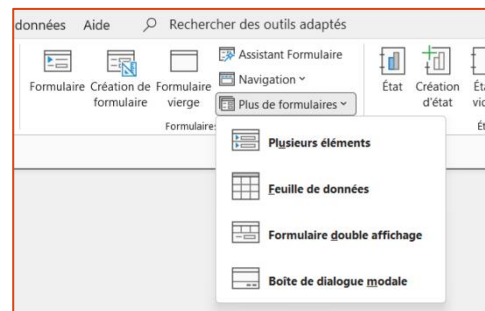 données Aide Rechercher des outils adaptés
Assistant Formulaire
Formulaire Création de Formulaire Navigation État Création
formulaire vierge Plus de formulaires d'état
Formulaires
Plusieurs éléments
Feuille de données
Formulaire double affichage
Boîte de dialogue modale